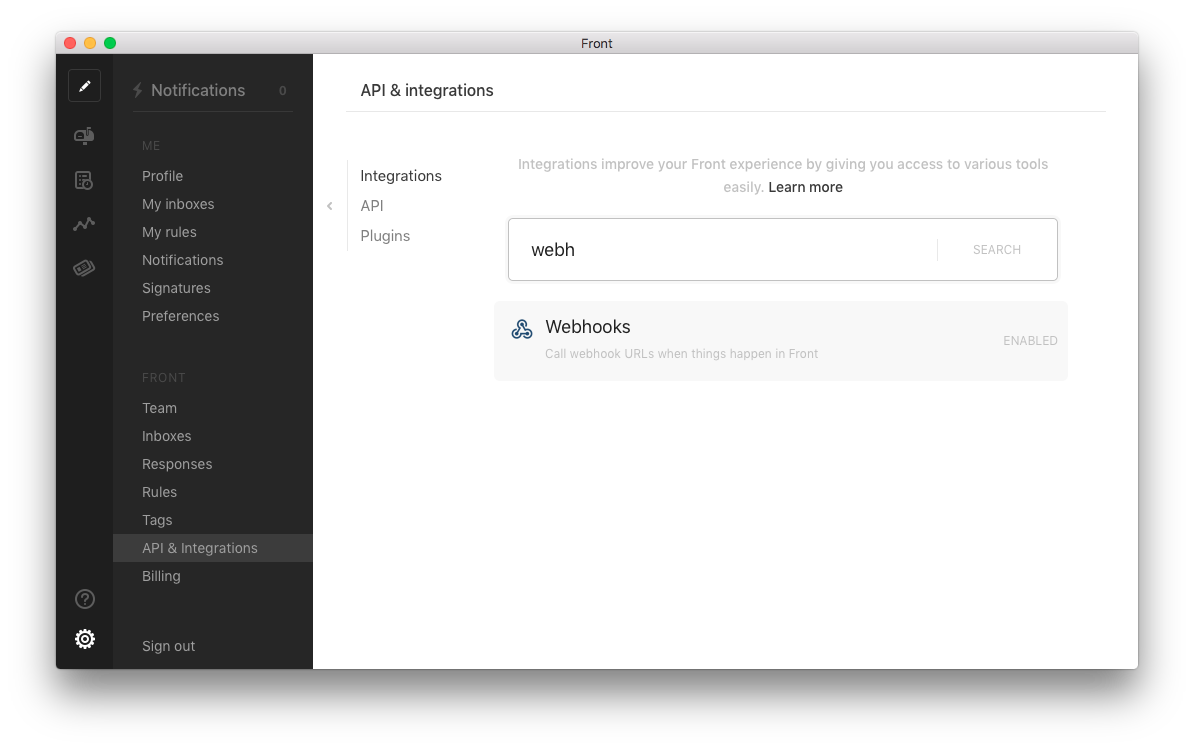 Front
Notifications 0
ME
Profile
My inboxes
My rules
Notifications
Signatures
Preferences
FRONT
Team
Inboxes
Responses
Rules
Tags
API & Integrations
Billing
Sign out
API & integrations
Integrations
API
Plugins
Integrations improve your Front experience by giving you access to various tools
easily. Learn more
webh SEARCH
Webhooks
Call webhook URLs when things happen in Front
ENABLED